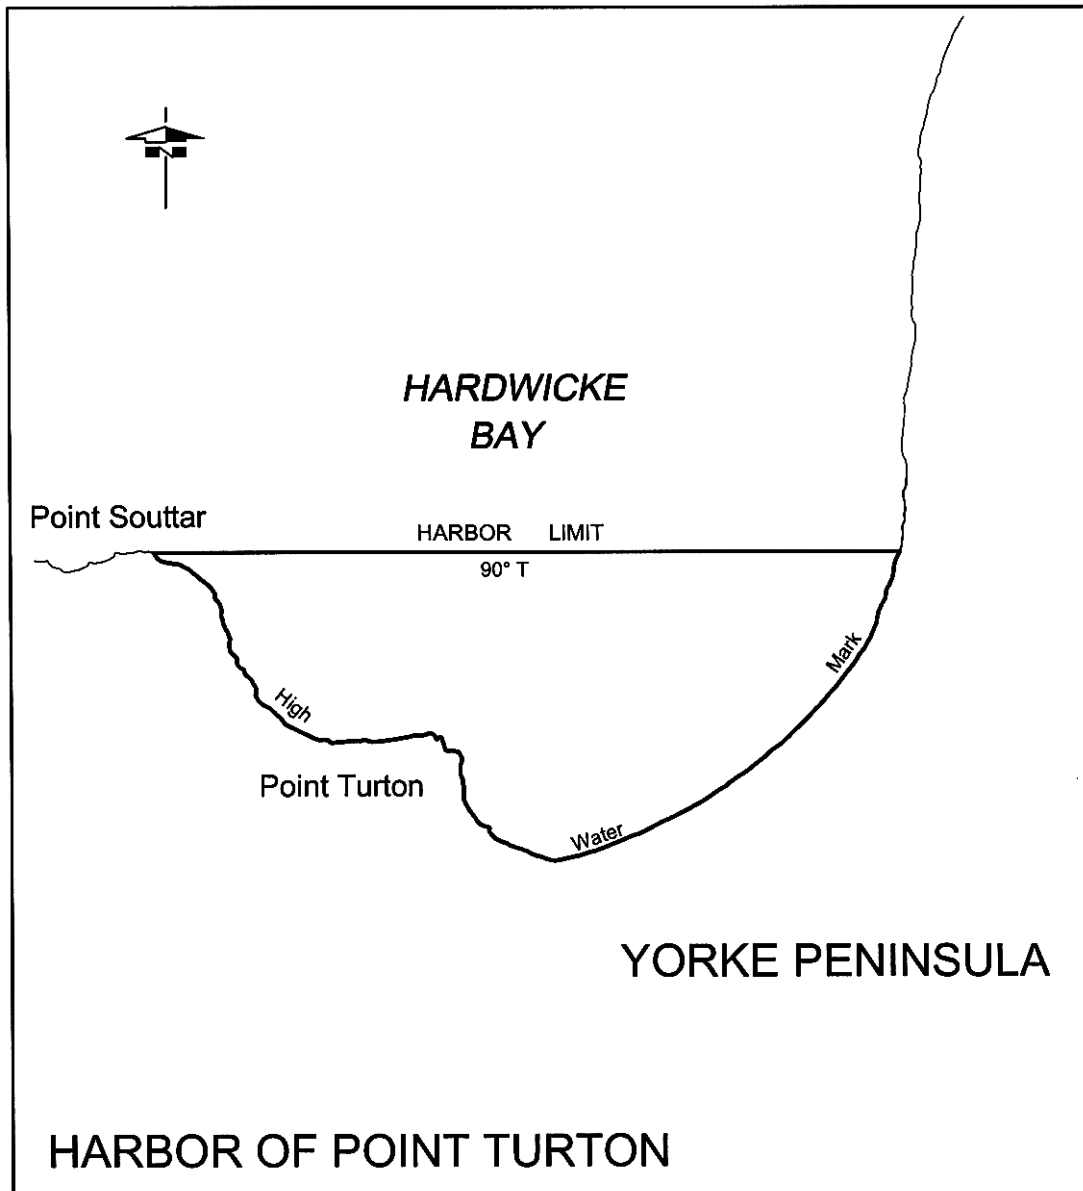 N
HARDWICKE
BAY
Point Souttar
HARBOR LIMIT
90° T
Mark
High
Point Turton
Water
YORKE PENINSULA
HARBOR OF POINT TURTON